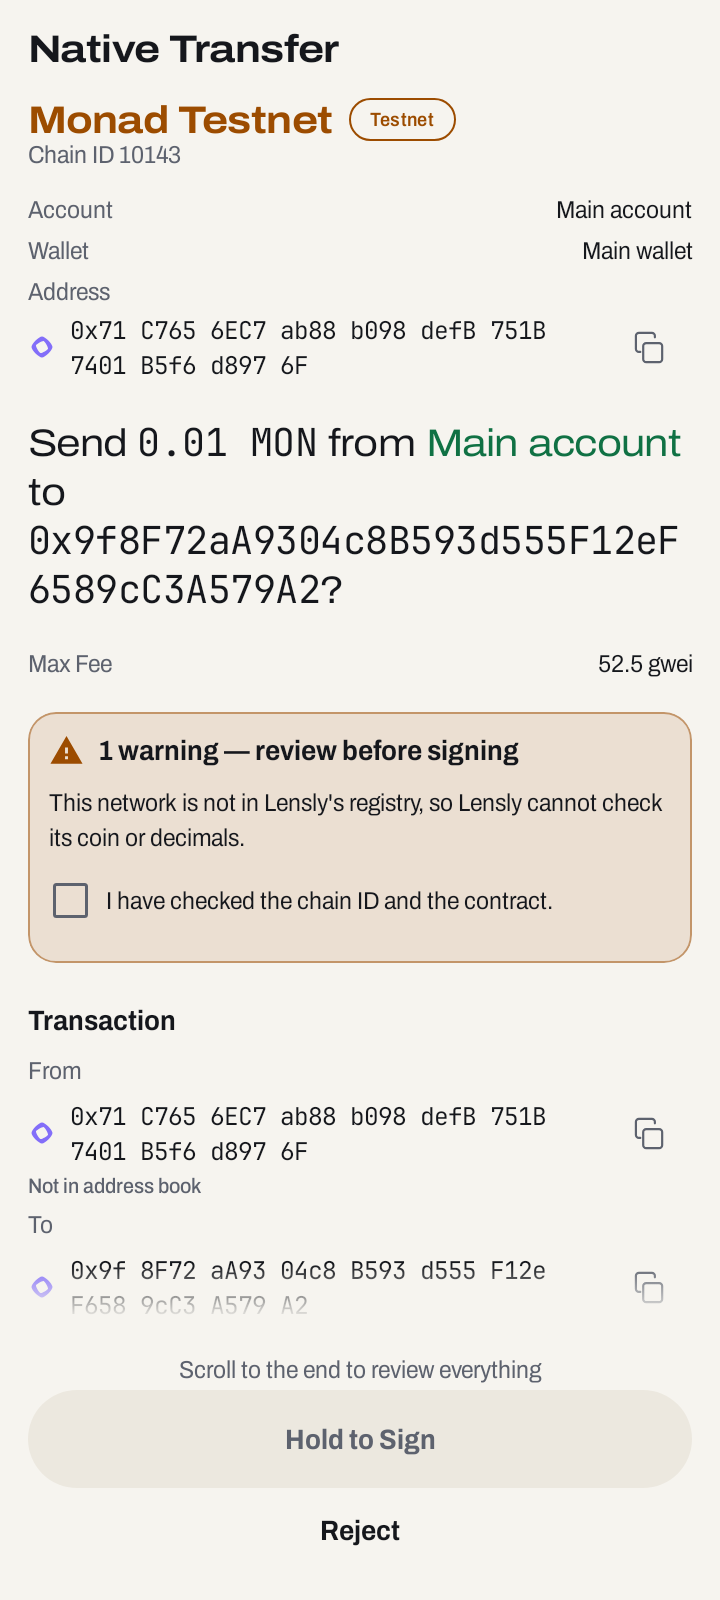 Native Transfer
Monad Testnet Testnet
Chain ID 10143
Account Main account
Wallet Main wallet
Address
0x71 C765 6EC7 ab88 b098 defB 751B
7401 B5f6 d897 6F
Send 0.01 MON from Main account
to
0x9f8F72aA9304c8B593d555F12eF
6589cC3A579A2?
Max Fee 52.5 gwei
1 warning — review before signing
This network is not in Lensly's registry, so Lensly cannot check
its coin or decimals.
I have checked the chain ID and the contract.
Transaction
From
0x71 C765 6EC7 ab88 b098 defB 751B
7401 B5f6 d897 6F
Not in address book
To
0x9f 8F72 aA93 04c8 B593 d555 F12e
F658 9cC3 A579 A2
Scroll to the end to review everything
Hold to Sign
Reject